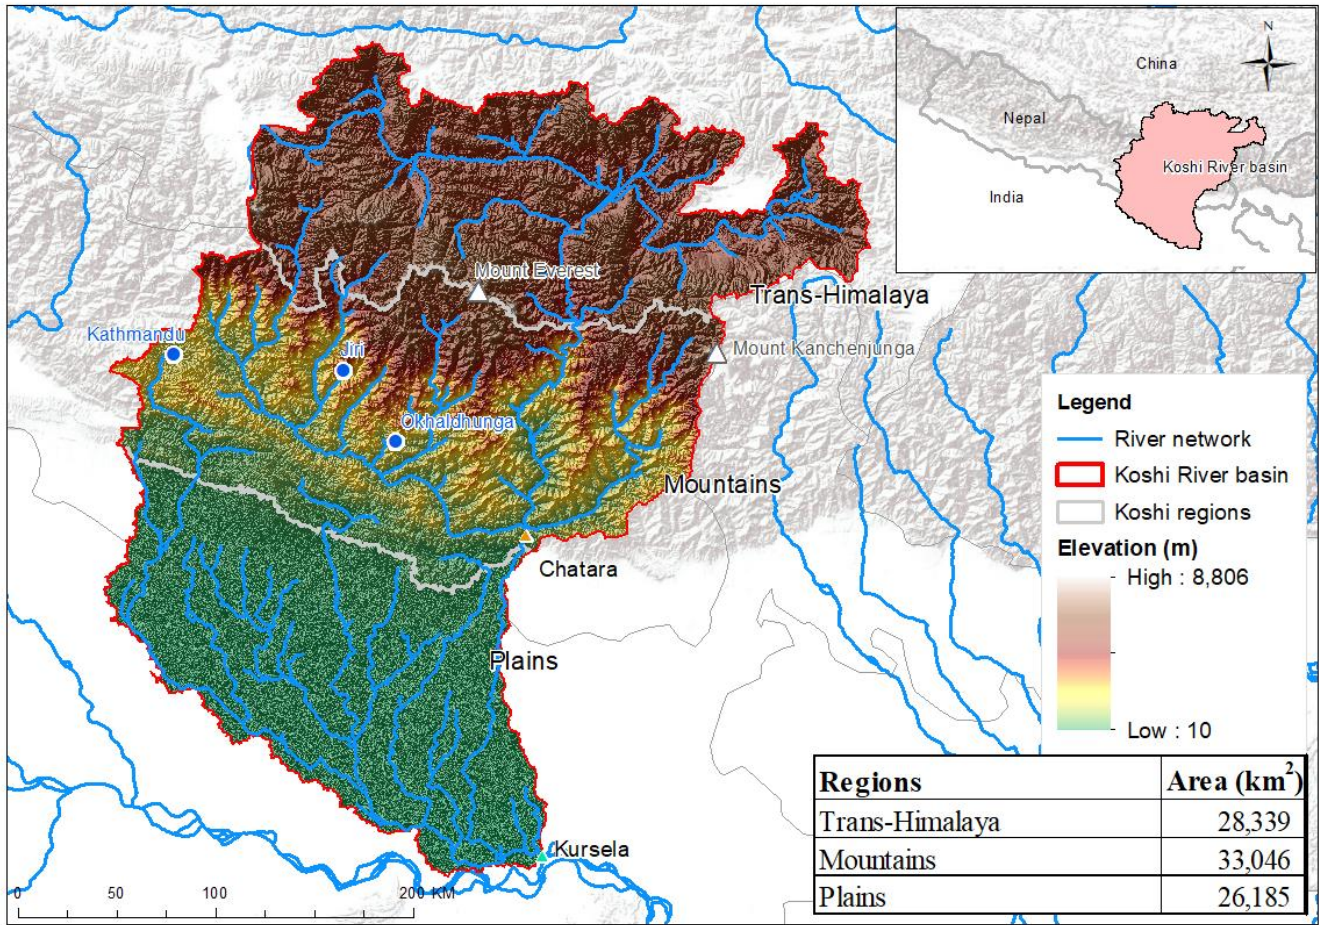 N
China
Nepal
Koshi River basin
India
Mount Everest
Trans-Himalaya
Kathmandu
Jiri
Mount Kanchenjunga
Okhaldhunga
Mountains
Chatara
Plains
Kursela
Legend
River network
Koshi River basin
Koshi regions
Elevation (m)
High : 8,806
Low : 10
Regions Area (km²)
Trans-Himalaya 28,339
Mountains 33,046
Plains 26,185
0 50 100 200 KM